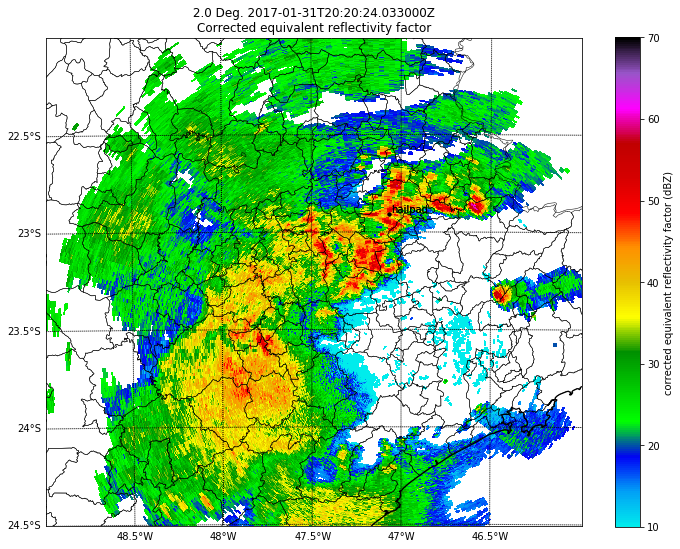 2.0 Deg. 2017-01-31T20:20:24.033000Z
Corrected equivalent reflectivity factor
22.5°S
23°S
23.5°S
24°S
24.5°S
48.5°W
48°W
47.5°W
47°W
46.5°W
hailpad
70
60
50
40
30
20
10
corrected equivalent reflectivity factor (dBZ)